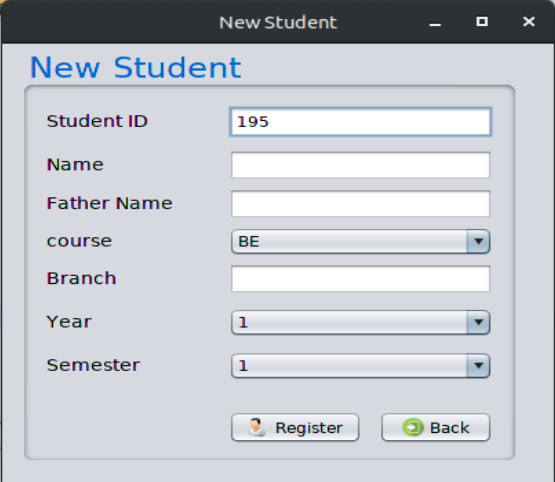 New Student
New Student
Student ID 195
Name
Father Name
course BE
Branch
Year 1
Semester 1
Register Back